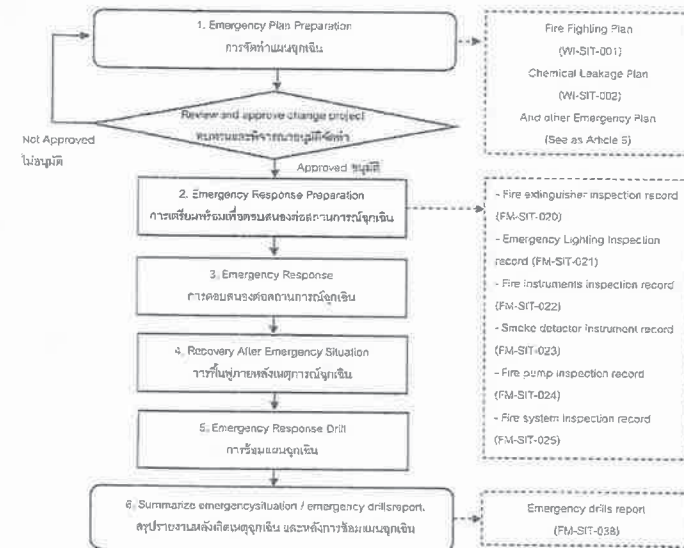 1. Emergency Plan Preparation
การจัดทำแผนฉุกเฉิน
Review and approve change project
ทบทวนและพิจารณาอนุมัติจัดทำ
Not Approved
ไม่อนุมัติ
Approved อนุมัติ
2. Emergency Response Preparation
การเตรียมพร้อมเพื่อตอบสนองต่อสถานการณ์ฉุกเฉิน
3. Emergency Response
การตอบสนองต่อสถานการณ์ฉุกเฉิน
4. Recovery After Emergency Situation
การฟื้นฟูภายหลังเหตุการณ์ฉุกเฉิน
5. Emergency Response Drill
การซ้อมแผนฉุกเฉิน
6. Summarize emergencysituation / emergency drillsreport.
สรุปรายงานหลังเกิดเหตุฉุกเฉิน และหลังการซ้อมแผนฉุกเฉิน
Fire Fighting Plan
(WI-SIT-001)
Chemical Leakage Plan
(WI-SIT-002)
And other Emergency Plan
(See as Article 5)
- Fire extinguisher inspection record
(FM-SIT-020)
- Emergency Lighting Inspection
record (FM-SIT-021)
- Fire instruments inspection record
(FM-SIT-022)
- Smoke detector instrument record
(FM-SIT-023)
- Fire pump inspection record
(FM-SIT-024)
- Fire system inspection record
(FM-SIT-025)
Emergency drills report
(FM-SIT-038)